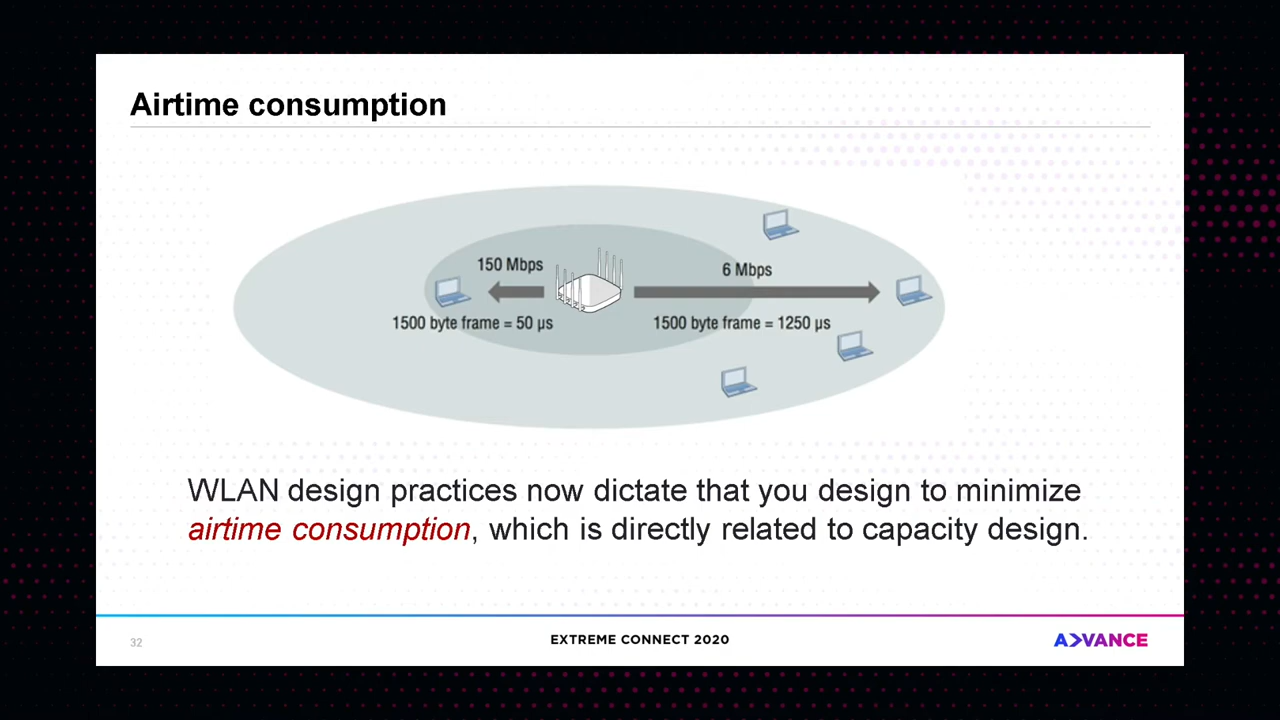 Airtime consumption
150 Mbps
6 Mbps
1500 byte frame = 50 µs
1500 byte frame = 1250 µs
WLAN design practices now dictate that you design to minimize
airtime consumption, which is directly related to capacity design.
32
EXTREME CONNECT 2020
ADVANCE